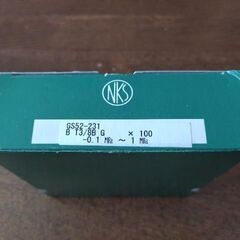 NKS
GS52-231
B T3/8B G × 100
-0.1 MPa ～ 1 MPa